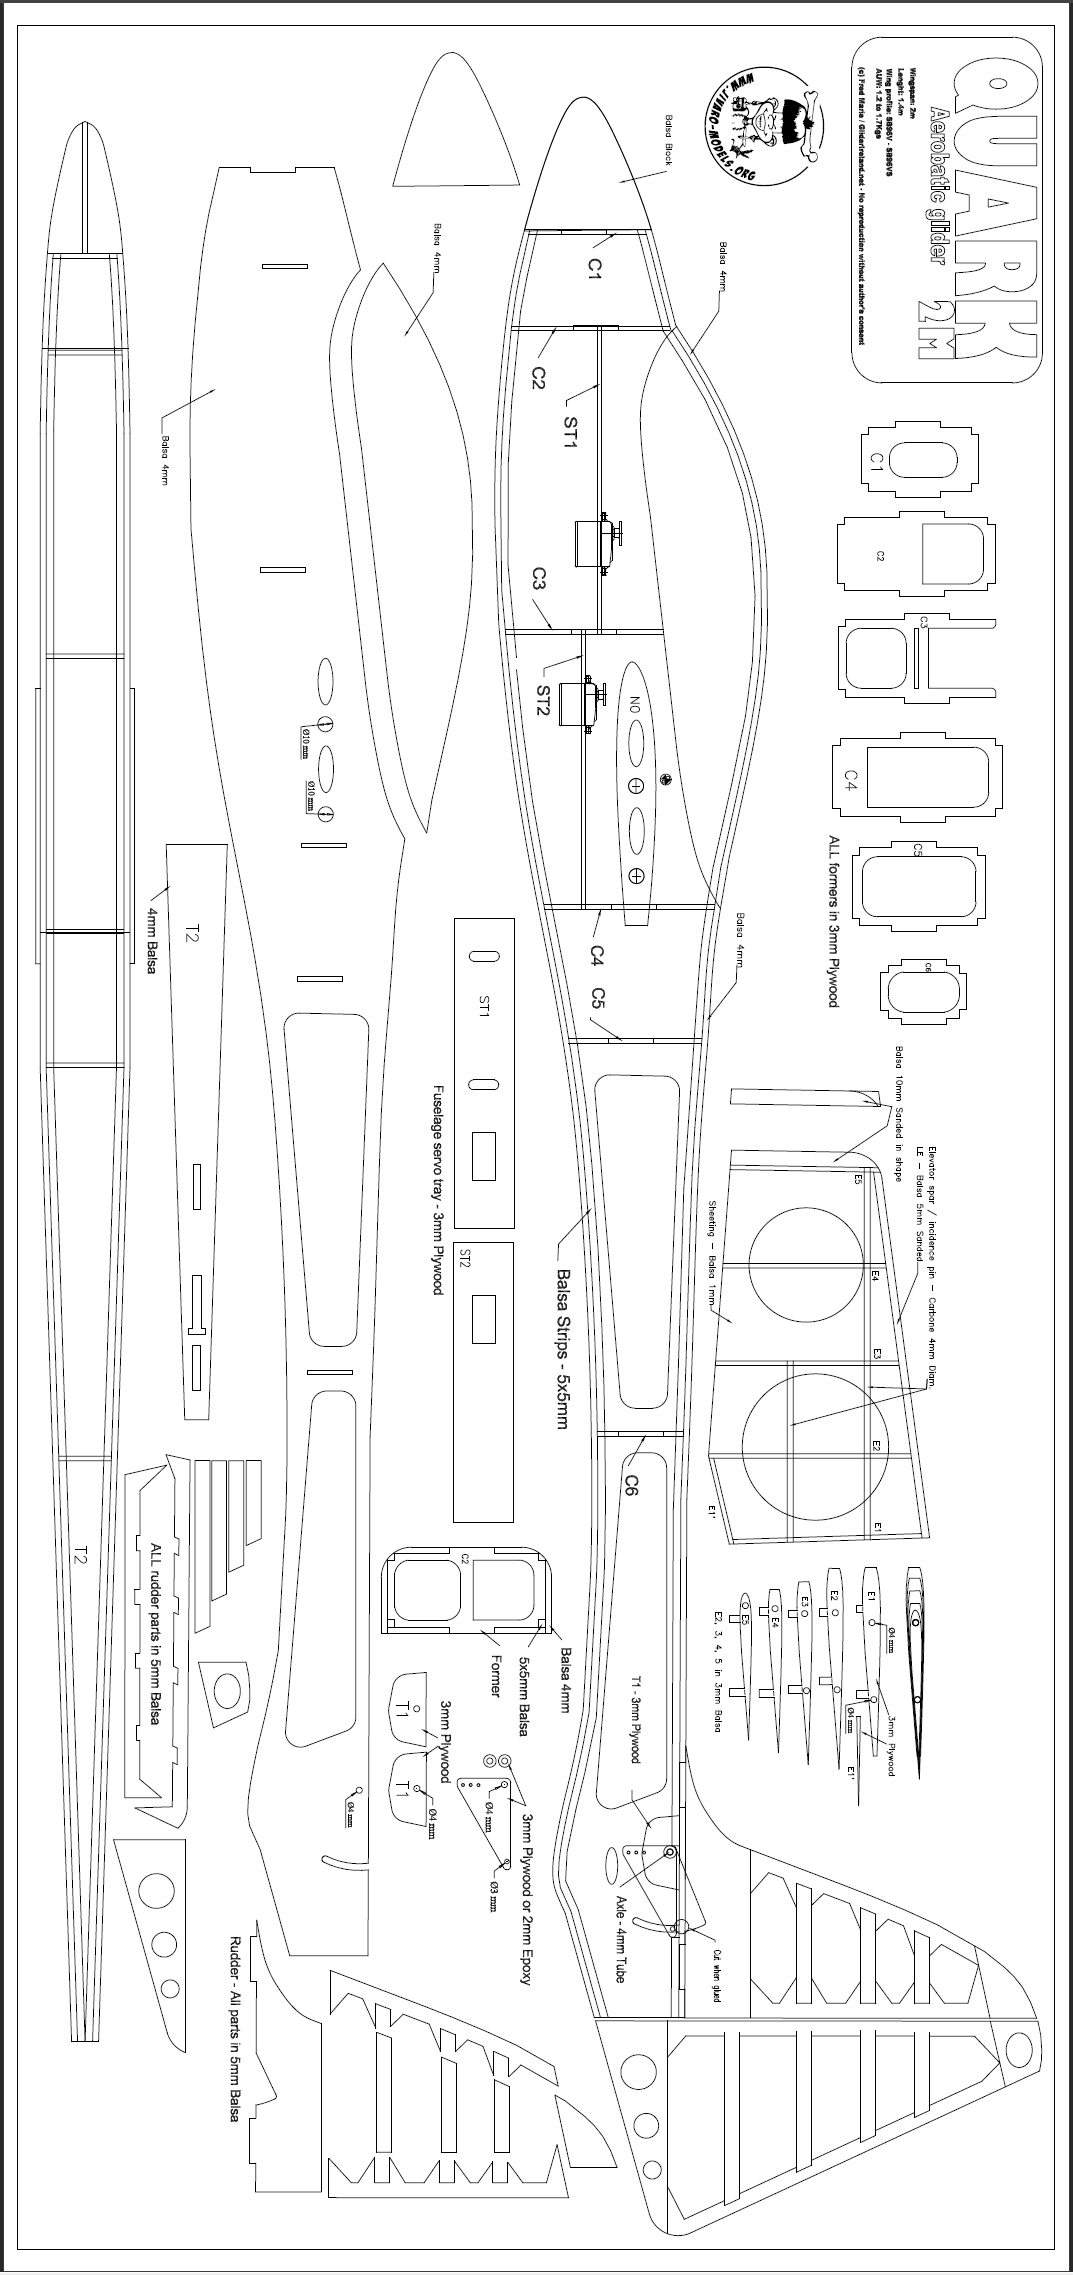 QUARK
Aerobatic glider
2M
Wingspan: 2m
Lenght: 1.4m
Wing profile: SB96V - SB96VS
AUW: 1.2 to 1.7Kgs
(c) Fred Marie / GliderIreland.net - No reproduction without author's consent
WWW.JIVARO-MODELS.ORG
Balsa Block
Balsa 4mm
Balsa 4mm
Balsa 4mm
Balsa 4mm
C1
C2
ST1
C3
ST2
N0
C4
C5
C6
C1
C2
C3
C4
C5
C6
ALL formers in 3mm Plywood
Ø10 mm
Ø10 mm
T2
4mm Balsa
T2
ST1
ST2
Fuselage servo tray - 3mm Plywood
Balsa Strips - 5x5mm
Balsa 10mm Sanded in shape
Elevator spar / incidence pin - Carbone 4mm Diam.
LE - Balsa 5mm Sanded
Sheeting - Balsa 1mm
E5
E4
E3
E2
E1
E1'
E5
E4
E3
E2
E1
Ø4 mm
Ø4 mm
3mm Plywood
E1'
E2, 3, 4, 5 in 3mm Balsa
C2
Balsa 4mm
5x5mm Balsa
Former
3mm Plywood
T1
T1
Ø4 mm
Ø4 mm
Ø3 mm
3mm Plywood or 2mm Epoxy
T1 - 3mm Plywood
Axle - 4mm Tube
Cut when glued
Ø4 mm
ALL rudder parts in 5mm Balsa
Rudder - All parts in 5mm Balsa